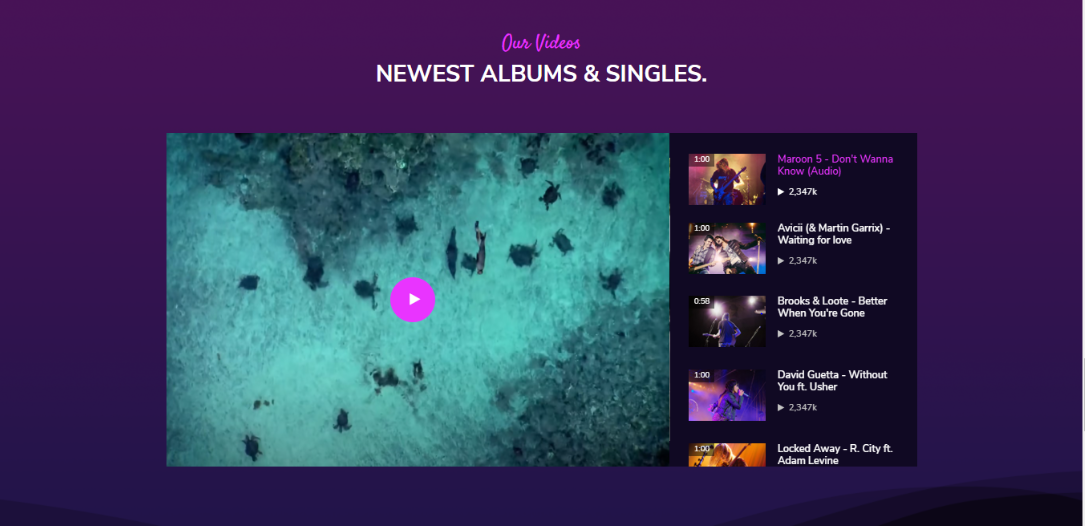 Our Videos
NEWEST ALBUMS & SINGLES.
1:00
Maroon 5 - Don't Wanna
Know (Audio)
2,347k
1:00
Avicii (& Martin Garrix) -
Waiting for love
2,347k
0:58
Brooks & Loote - Better
When You're Gone
2,347k
1:00
David Guetta - Without
You ft. Usher
2,347k
1:00
Locked Away - R. City ft.
Adam Levine